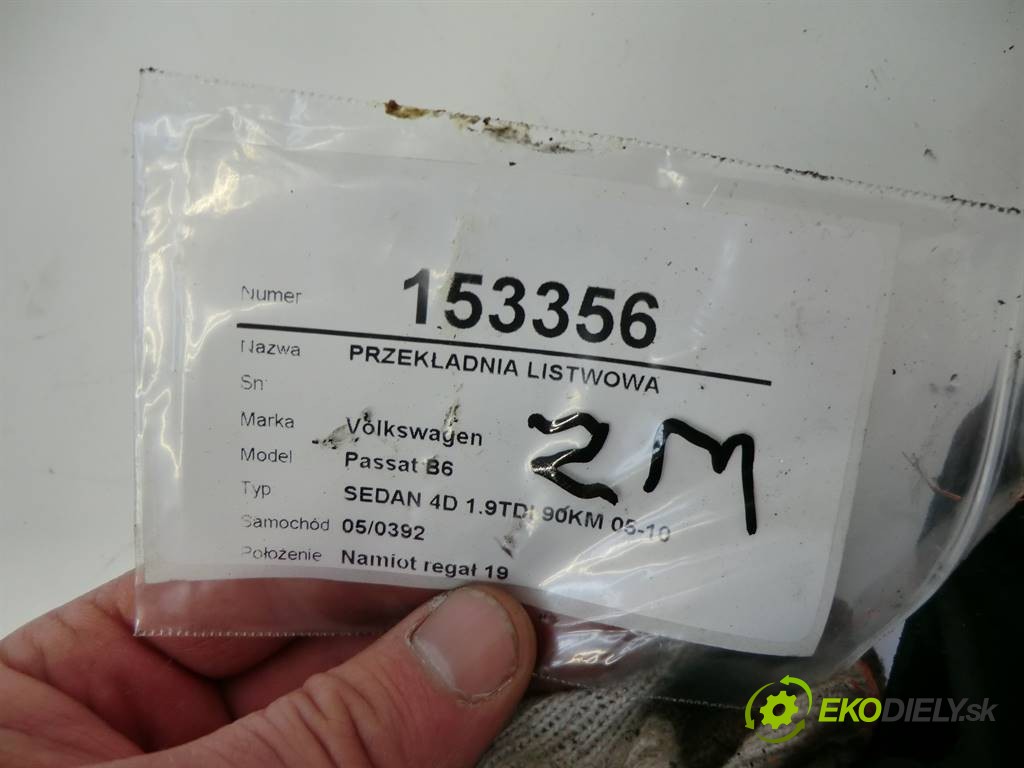 Numer 153356
Nazwa PRZEKŁADNIA LISTWOWA
Sn
Marka Volkswagen
Model Passat B6
Typ SEDAN 4D 1.9TDI 90KM 05-10
Samochód 05/0392
Położenie Namiot regał 19
2M
EKODIELY.sk